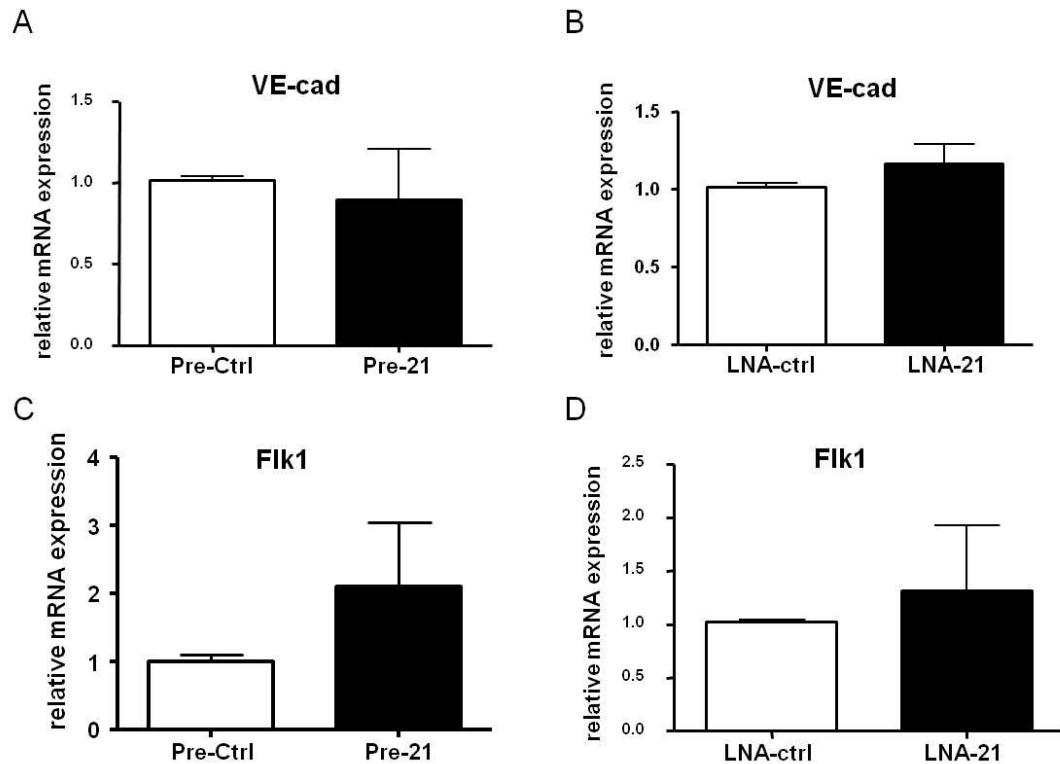 A
VE-cad
relative mRNA expression
1.5
1.0
0.5
0.0
Pre-Ctrl
Pre-21
B
VE-cad
relative mRNA expression
1.5
1.0
0.5
0.0
LNA-ctrl
LNA-21
C
Flk1
relative mRNA expression
4
3
2
1
0
Pre-Ctrl
Pre-21
D
Flk1
relative mRNA expression
2.5
2.0
1.5
1.0
0.5
0.0
LNA-ctrl
LNA-21